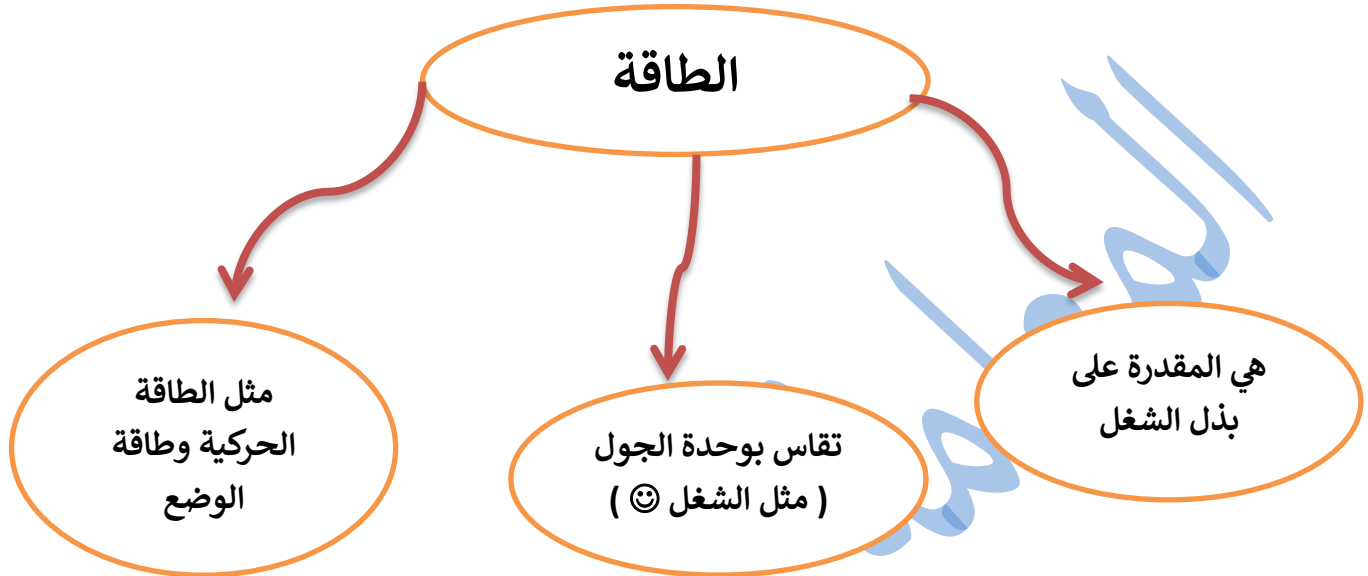 الطاقة
هي المقدرة على
بذل الشغل
تقاس بوحدة الجول
( مثل الشغل ☺ )
مثل الطاقة
الحركية وطاقة
الوضع